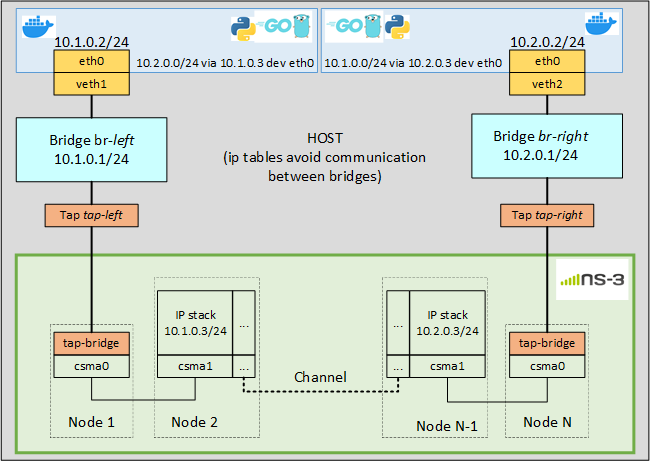 10.1.0.2/24
GO
GO
10.2.0.2/24
eth0
10.2.0.0/24 via 10.1.0.3 dev eth0
10.1.0.0/24 via 10.2.0.3 dev eth0
eth0
veth1
veth2
Bridge br-left
10.1.0.1/24
HOST
(ip tables avoid communication
between bridges)
Bridge br-right
10.2.0.1/24
Tap tap-left
Tap tap-right
NS-3
IP stack
10.1.0.3/24
...
...
IP stack
10.2.0.3/24
tap-bridge
tap-bridge
csma0
csma1
...
Channel
...
csma1
csma0
Node 1
Node 2
Node N-1
Node N